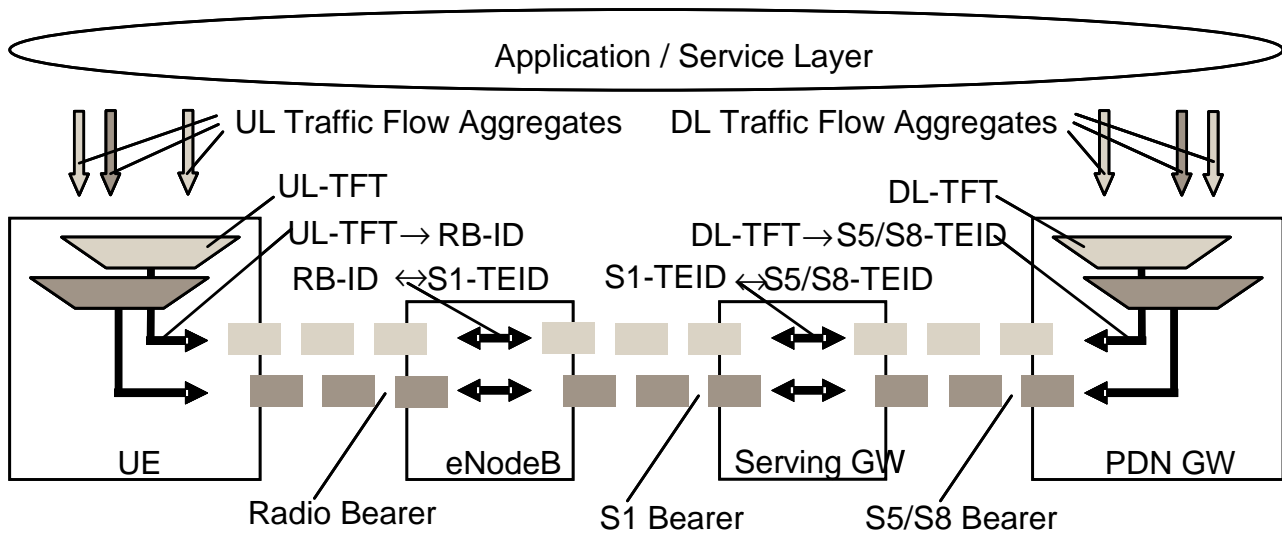 Application / Service Layer
UL Traffic Flow Aggregates
DL Traffic Flow Aggregates
UL-TFT
DL-TFT
UL-TFT→ RB-ID
DL-TFT→S5/S8-TEID
RB-ID ↔S1-TEID
S1-TEID ↔S5/S8-TEID
UE
eNodeB
Serving GW
PDN GW
Radio Bearer
S1 Bearer
S5/S8 Bearer